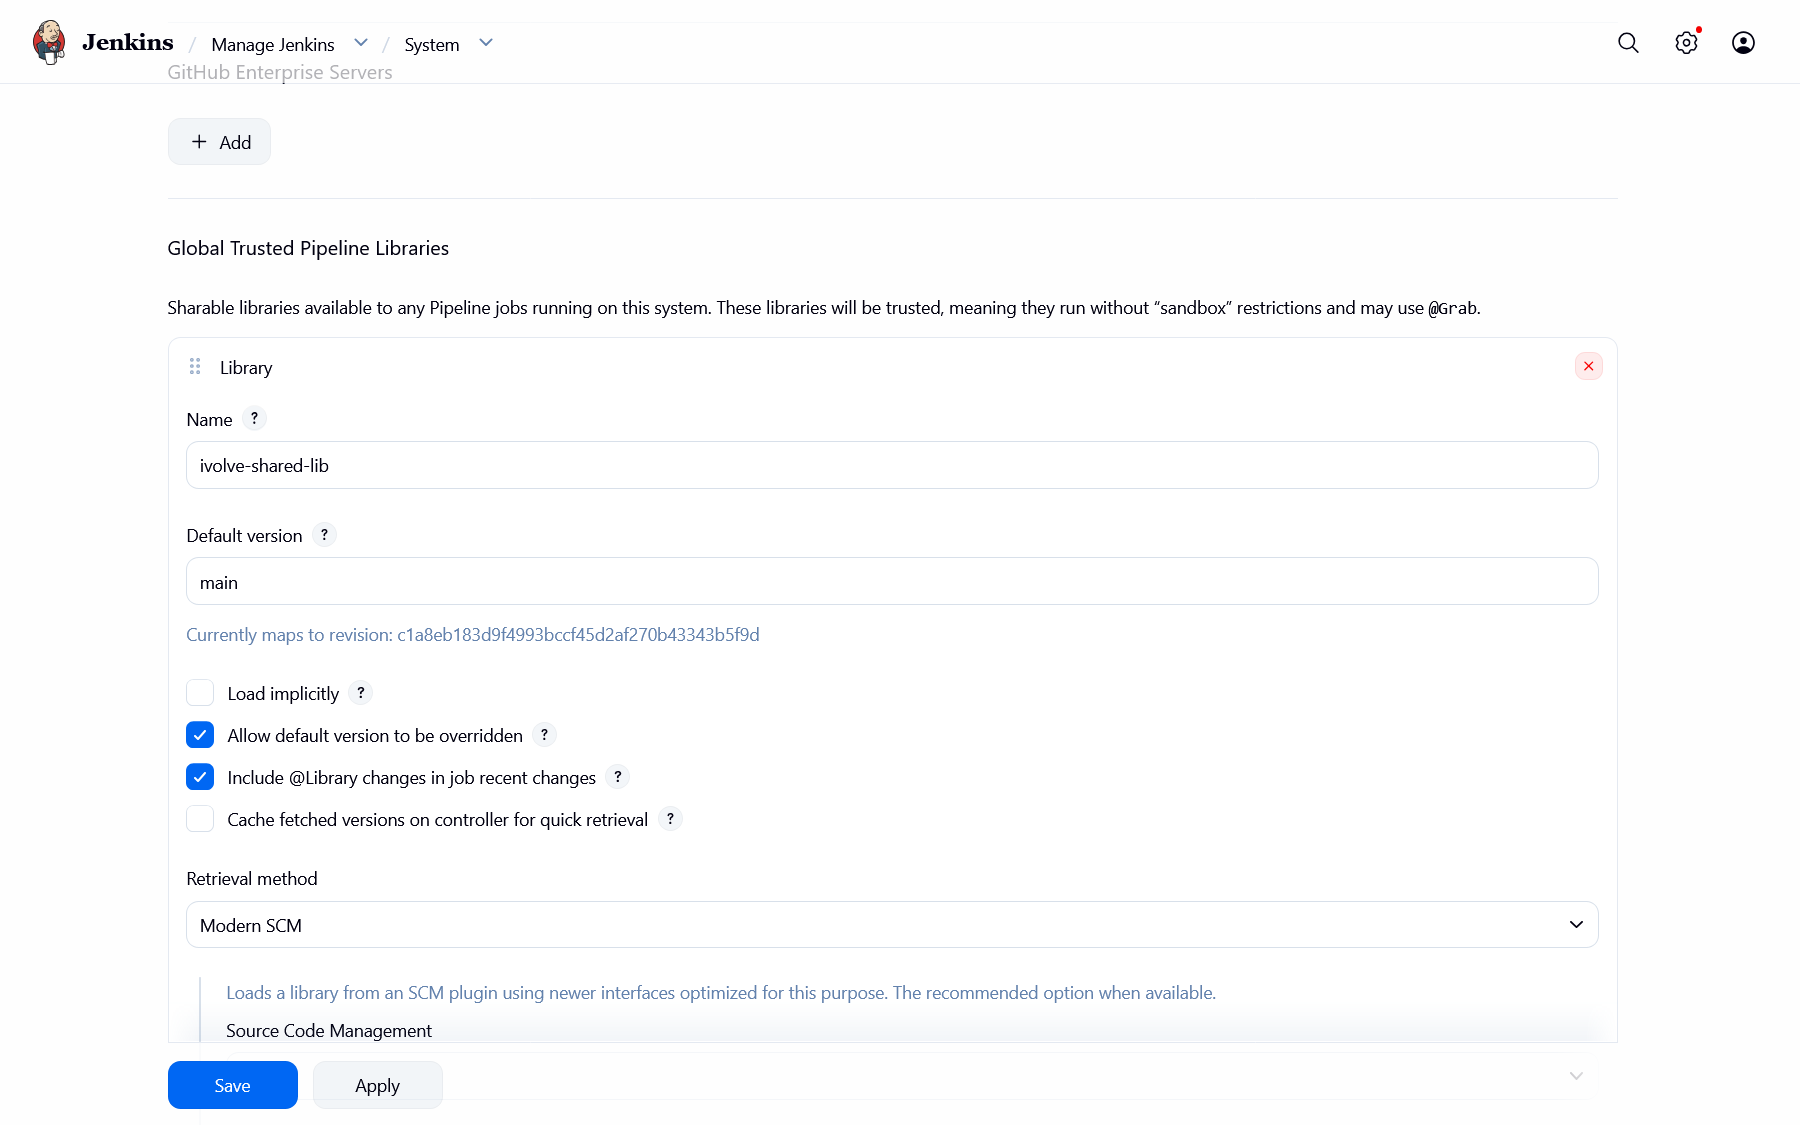 Jenkins / Manage Jenkins / System
GitHub Enterprise Servers
+ Add
Global Trusted Pipeline Libraries
Sharable libraries available to any Pipeline jobs running on this system. These libraries will be trusted, meaning they run without “sandbox” restrictions and may use @Grab.
Library
Name ?
ivolve-shared-lib
Default version ?
main
Currently maps to revision: c1a8eb183d9f4993bccf45d2af270b43343b5f9d
Load implicitly ?
Allow default version to be overridden ?
Include @Library changes in job recent changes ?
Cache fetched versions on controller for quick retrieval ?
Retrieval method
Modern SCM
Loads a library from an SCM plugin using newer interfaces optimized for this purpose. The recommended option when available.
Source Code Management
Save Apply